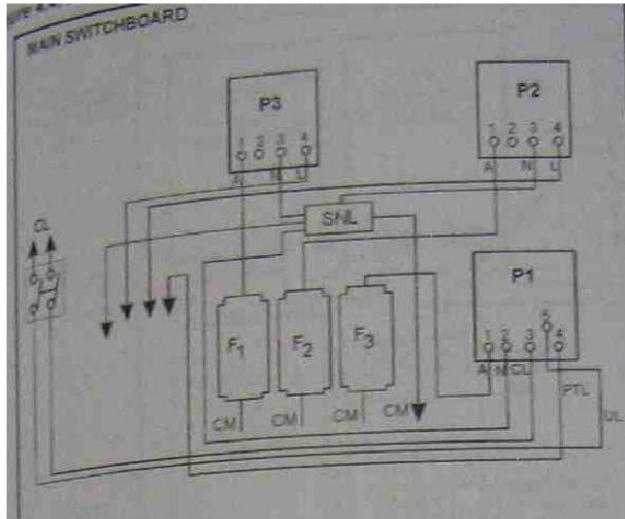 MAIN SWITCHBOARD
P3
1 2 3 4
A N L
P2
1 2 3 4
A N L
SNL
CL
P1
5
1 2 3 4
A N CL
PTL
UL
F1
F2
F3
CM CM CM CM